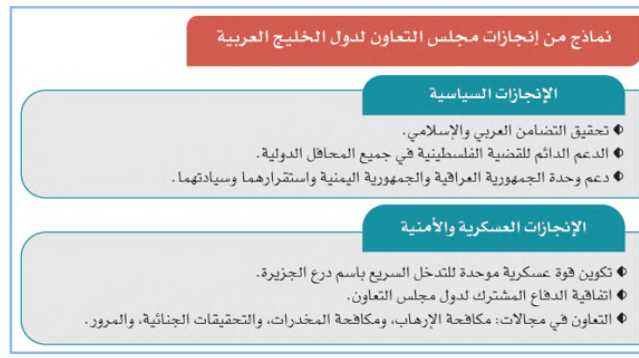 نماذج من إنجازات مجلس التعاون لدول الخليج العربية
الإنجازات السياسية
تحقيق التضامن العربي والإسلامي.
الدعم الدائم للقضية الفلسطينية في جميع المحافل الدولية.
دعم وحدة الجمهورية العراقية والجمهورية اليمنية واستقرارهما وسيادتهما.
الإنجازات العسكرية والأمنية
تكوين قوة عسكرية موحدة للتدخل السريع باسم درع الجزيرة.
اتفاقية الدفاع المشترك لدول مجلس التعاون.
التعاون في مجالات: مكافحة الإرهاب، ومكافحة المخدرات، والتحقيقات الجنائية، والمرور.